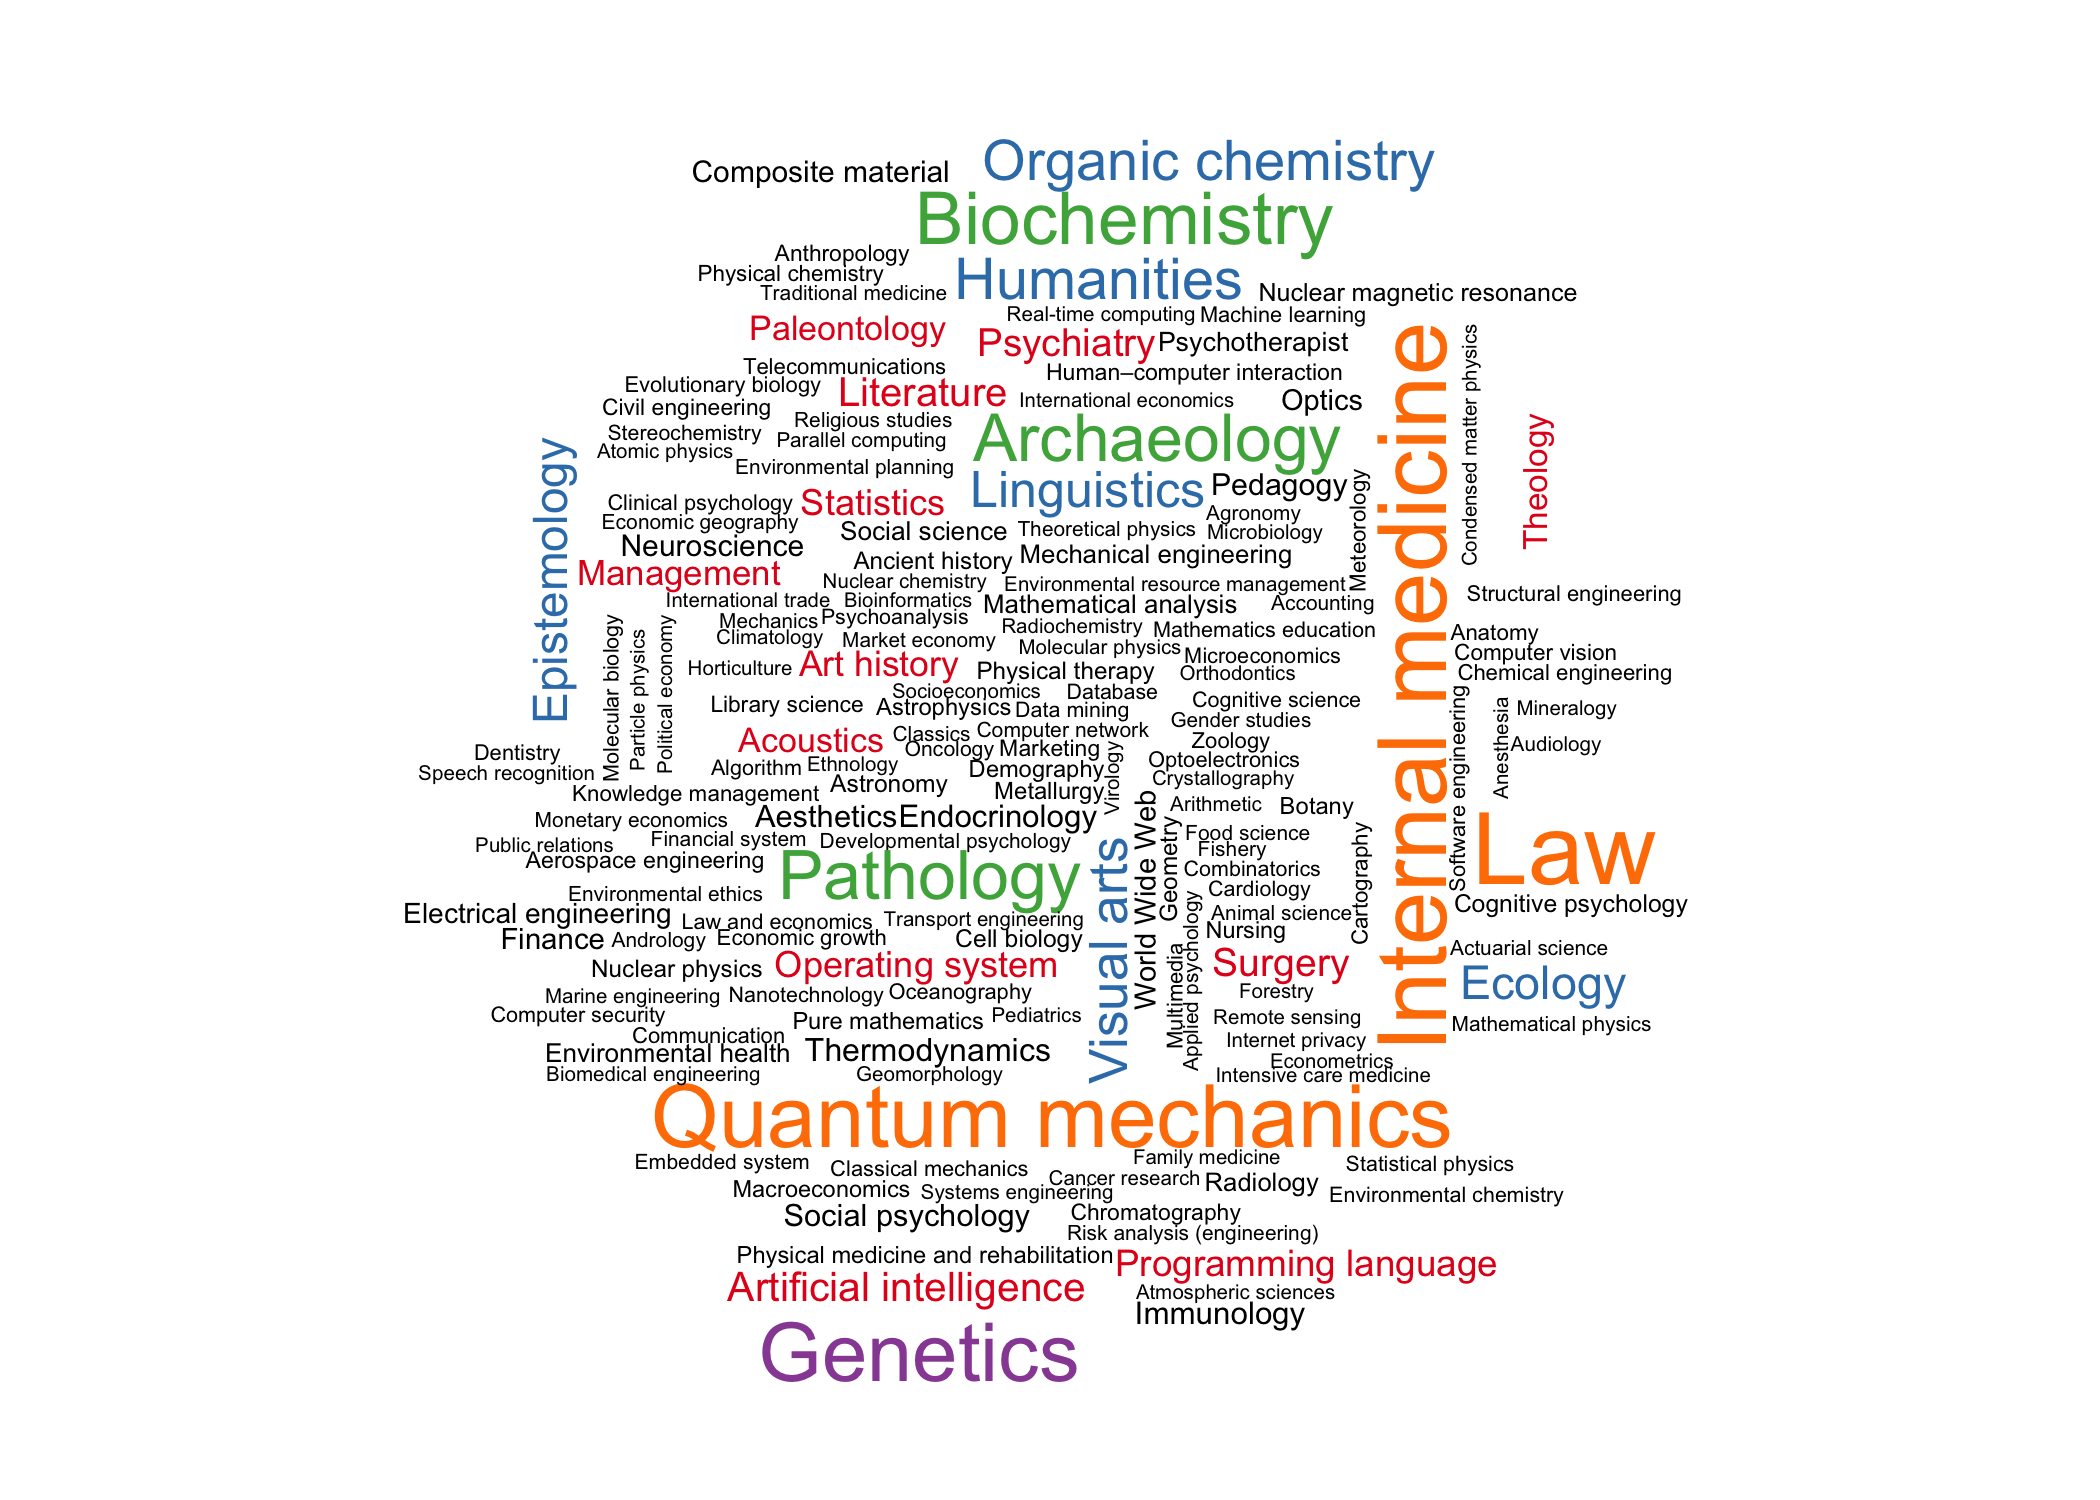 Organic chemistry
Composite material
Biochemistry
Anthropology
Physical chemistry
Humanities
Traditional medicine
Nuclear magnetic resonance
Real-time computing
Machine learning
Paleontology
Psychiatry
Psychotherapist
Telecommunications
Human–computer interaction
Evolutionary biology
Literature
International economics
Optics
Civil engineering
Religious studies
Stereochemistry
Parallel computing
Archaeology
Atomic physics
Environmental planning
Internal medicine
Condensed matter physics
Theology
Epistemology
Linguistics
Pedagogy
Clinical psychology
Statistics
Meteorology
Agronomy
Economic geography
Social science
Theoretical physics
Microbiology
Neuroscience
Ancient history
Mechanical engineering
Management
Nuclear chemistry
Environmental resource management
Structural engineering
International trade
Bioinformatics
Mathematical analysis
Accounting
Mechanics
Psychoanalysis
Radiochemistry
Mathematics education
Anatomy
Climatology
Market economy
Molecular physics
Microeconomics
Computer vision
Molecular biology
Particle physics
Political economy
Horticulture
Art history
Physical therapy
Orthodontics
Chemical engineering
Socioeconomics
Database
Cognitive science
Library science
Astrophysics
Data mining
Gender studies
Software engineering
Anesthesia
Mineralogy
Acoustics
Classics
Computer network
Zoology
Audiology
Dentistry
Oncology
Marketing
Virology
Optoelectronics
Speech recognition
Algorithm
Ethnology
Demography
Crystallography
Knowledge management
Astronomy
Metallurgy
World Wide Web
Arithmetic
Botany
Monetary economics
Aesthetics
Endocrinology
Geometry
Food science
Cartography
Law
Public relations
Financial system
Developmental psychology
Visual arts
Fishery
Aerospace engineering
Pathology
Combinatorics
Environmental ethics
Cardiology
Cognitive psychology
Electrical engineering
Law and economics
Transport engineering
Animal science
Finance
Andrology
Economic growth
Cell biology
Nursing
Actuarial science
Nuclear physics
Operating system
Multimedia
Applied psychology
Surgery
Ecology
Marine engineering
Nanotechnology
Oceanography
Forestry
Computer security
Pure mathematics
Pediatrics
Remote sensing
Mathematical physics
Communication
Internet privacy
Environmental health
Thermodynamics
Econometrics
Biomedical engineering
Geomorphology
Intensive care medicine
Quantum mechanics
Embedded system
Classical mechanics
Family medicine
Statistical physics
Cancer research
Radiology
Macroeconomics
Systems engineering
Environmental chemistry
Social psychology
Chromatography
Risk analysis (engineering)
Physical medicine and rehabilitation
Programming language
Artificial intelligence
Atmospheric sciences
Immunology
Genetics